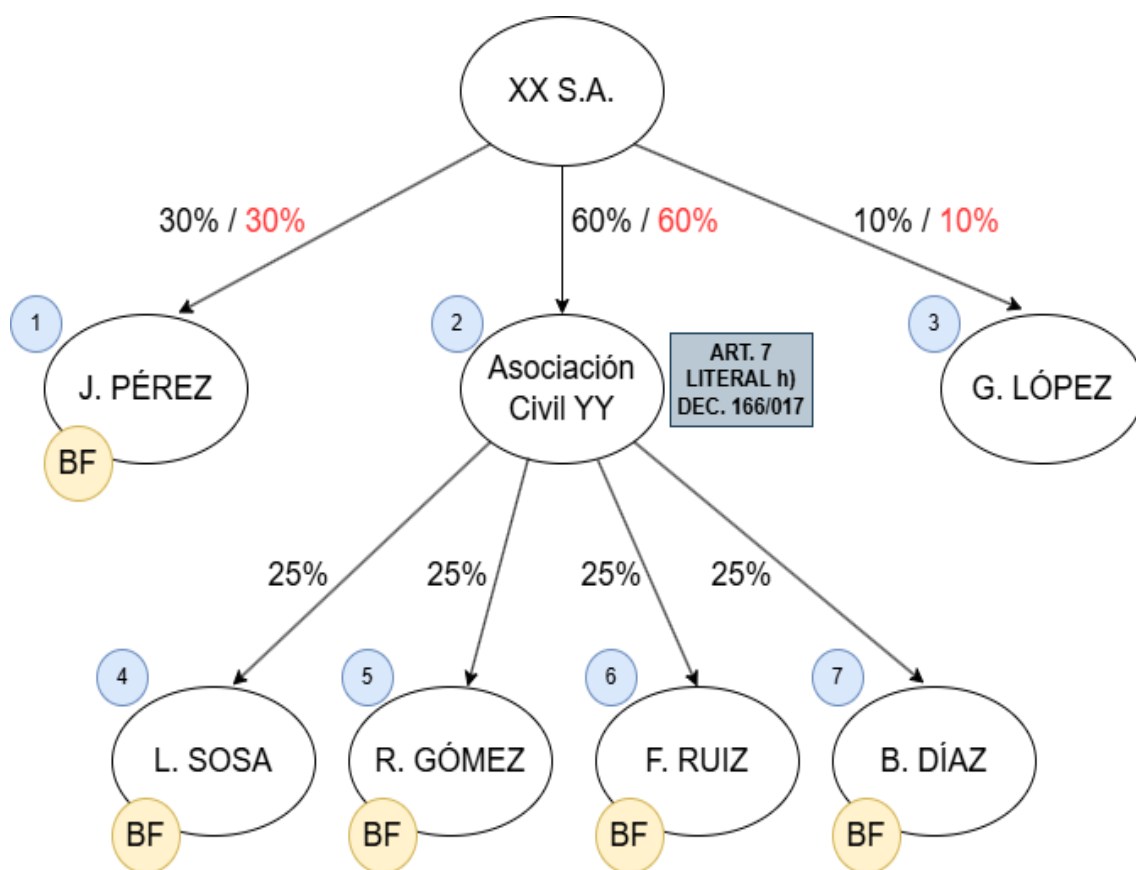 XX S.A.
30% / 30%
60% / 60%
10% / 10%
1
2
3
J. PÉREZ
Asociación
Civil YY
ART. 7
LITERAL h)
DEC. 166/017
G. LÓPEZ
BF
25%
25%
25%
25%
4
5
6
7
L. SOSA
R. GÓMEZ
F. RUIZ
B. DÍAZ
BF
BF
BF
BF